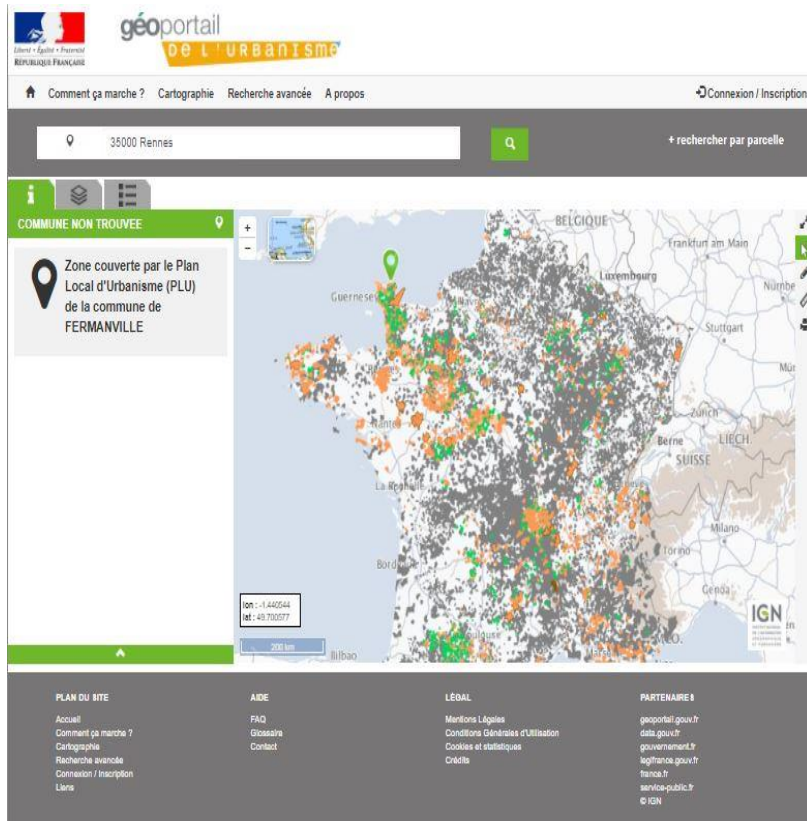 Liberté • Égalité • Fraternité
RÉPUBLIQUE FRANÇAISE
géoportail
DE L'URBANISME
Comment ça marche ? Cartographie Recherche avancée A propos
Connexion / Inscription
35000 Rennes
+ rechercher par parcelle
COMMUNE NON TROUVEE
Zone couverte par le Plan
Local d'Urbanisme (PLU)
de la commune de
FERMANVILLE
+
−
BELGIQUE
Frankfurt am Main
Luxembourg
Guernesey
Stuttgart
Zürich
Berne
LIECH.
SUISSE
Nantes
Milano
Torino
Genoa
Toulouse
Bilbao
lon : -1.440544
lat : 49.700577
200 km
IGN
PLAN DU SITE
Accueil
Comment ça marche ?
Cartographie
Recherche avancée
Connexion / Inscription
Liens
AIDE
FAQ
Glossaire
Contact
LÉGAL
Mentions Légales
Conditions Générales d'Utilisation
Cookies et statistiques
Crédits
PARTENAIRES
geoportail.gouv.fr
data.gouv.fr
gouvernement.fr
legifrance.gouv.fr
france.fr
service-public.fr
© IGN